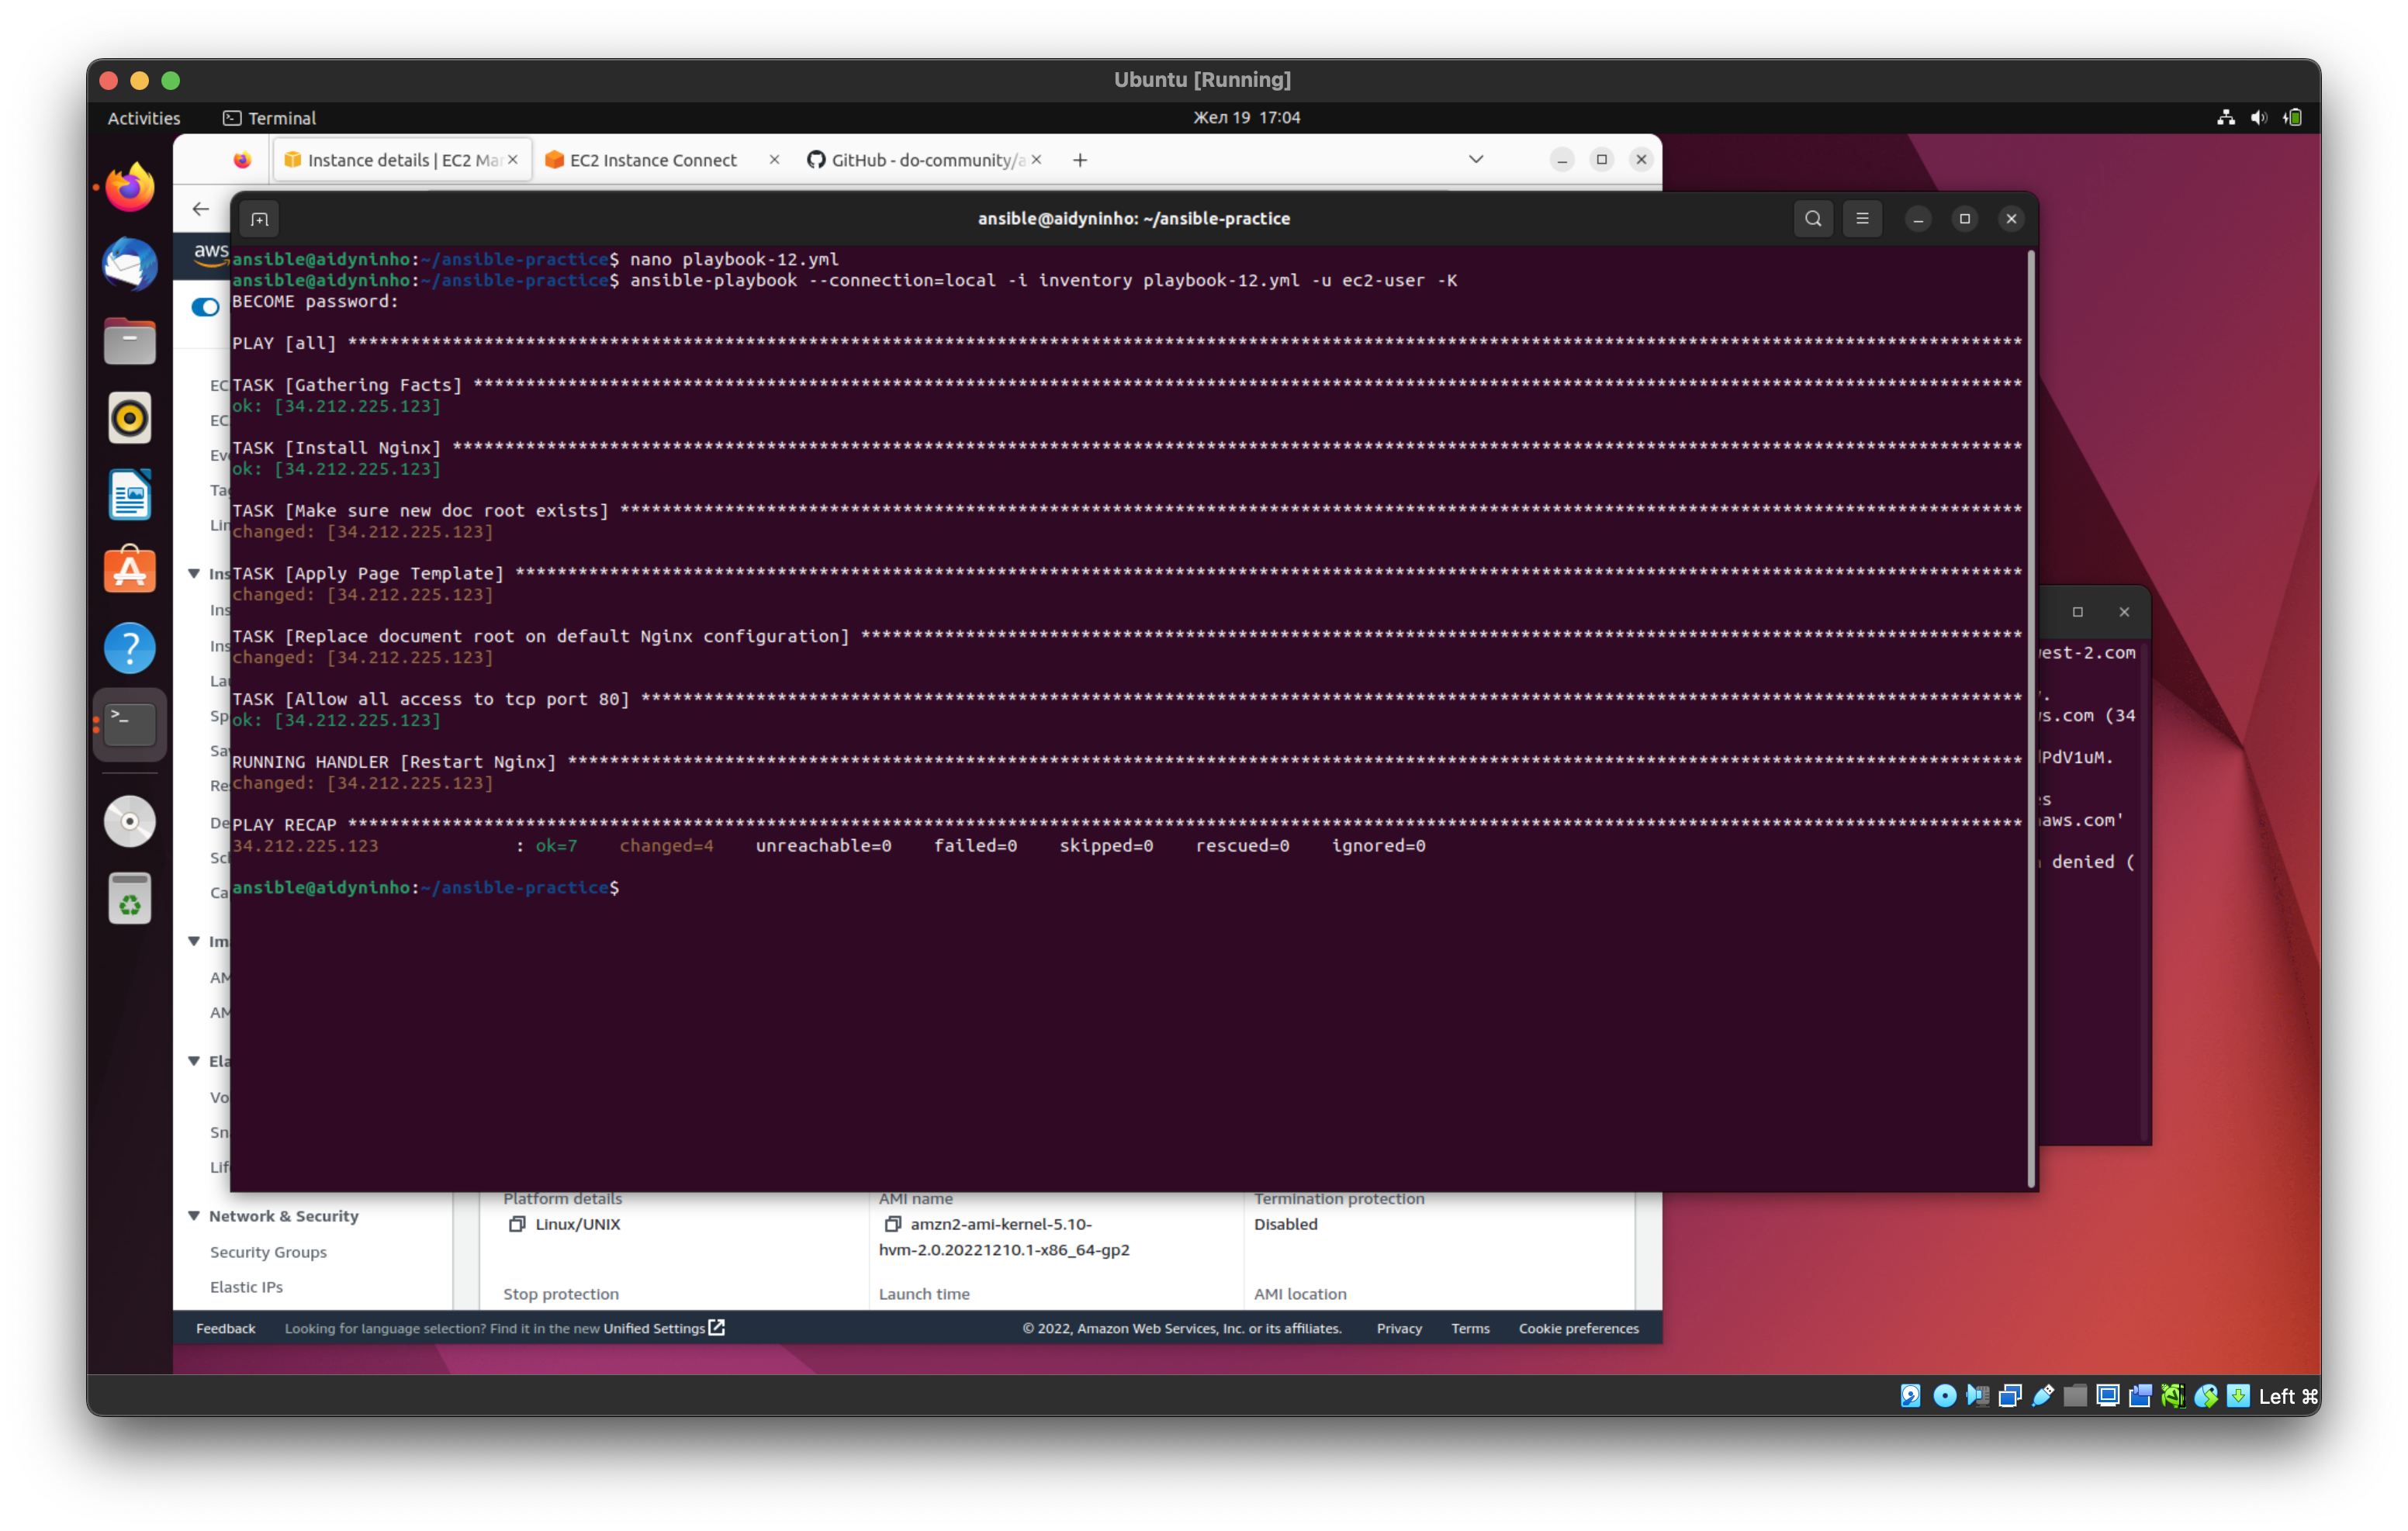 Ubuntu [Running]
Activities
Terminal
Жел 19 17:04
Instance details | EC2 Mar
EC2 Instance Connect
GitHub - do-community/a
ansible@aidyninho: ~/ansible-practice
aws
ansible@aidyninho:~/ansible-practice$ nano playbook-12.yml
ansible@aidyninho:~/ansible-practice$ ansible-playbook --connection=local -i inventory playbook-12.yml -u ec2-user -K
BECOME password:
PLAY [all] ****************************************************************
TASK [Gathering Facts] ****************************************************************
ok: [34.212.225.123]
TASK [Install Nginx] ****************************************************************
ok: [34.212.225.123]
TASK [Make sure new doc root exists] ****************************************************************
changed: [34.212.225.123]
TASK [Apply Page Template] ****************************************************************
changed: [34.212.225.123]
TASK [Replace document root on default Nginx configuration] ****************************************************************
changed: [34.212.225.123]
TASK [Allow all access to tcp port 80] ****************************************************************
ok: [34.212.225.123]
RUNNING HANDLER [Restart Nginx] ****************************************************************
changed: [34.212.225.123]
PLAY RECAP ****************************************************************
34.212.225.123 : ok=7 changed=4 unreachable=0 failed=0 skipped=0 rescued=0 ignored=0
ansible@aidyninho:~/ansible-practice$
EC
EC
Ev
Ta
Lin
Ins
Ins
Ins
La
Sp
Sa
Re
De
Sc
Ca
Im
AM
AM
Ela
Vo
Sn
Lif
Network & Security
Security Groups
Elastic IPs
est-2.com
s.com (34
PdV1uM.
s
aws.com'
denied (
Platform details
Linux/UNIX
AMI name
amzn2-ami-kernel-5.10-
hvm-2.0.20221210.1-x86_64-gp2
Termination protection
Disabled
Stop protection
Launch time
AMI location
Feedback
Looking for language selection? Find it in the new Unified Settings
© 2022, Amazon Web Services, Inc. or its affiliates.
Privacy
Terms
Cookie preferences
Left ⌘